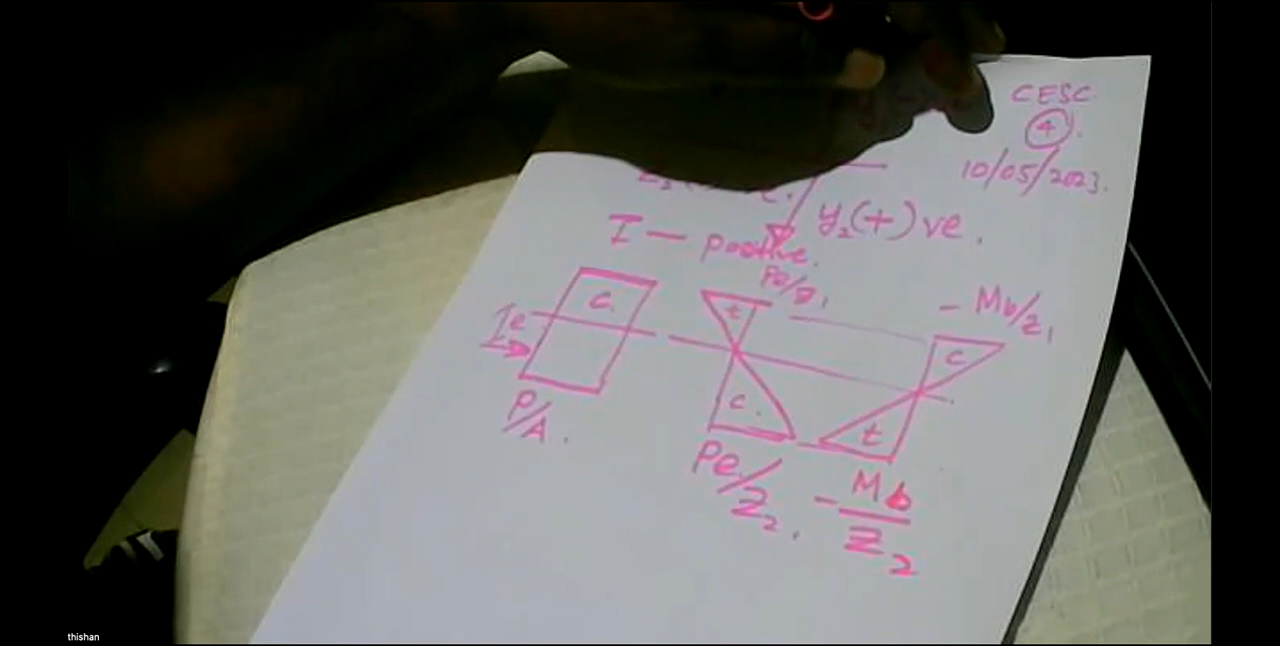 CESC
4.
10/05/2023.
y₂(+)ve.
I — positive.
Pe/Z₁
- Mb/Z₁
c
t
c
e
c.
t
P/A.
Pe/Z₂.
- Mb/Z₂
thishan